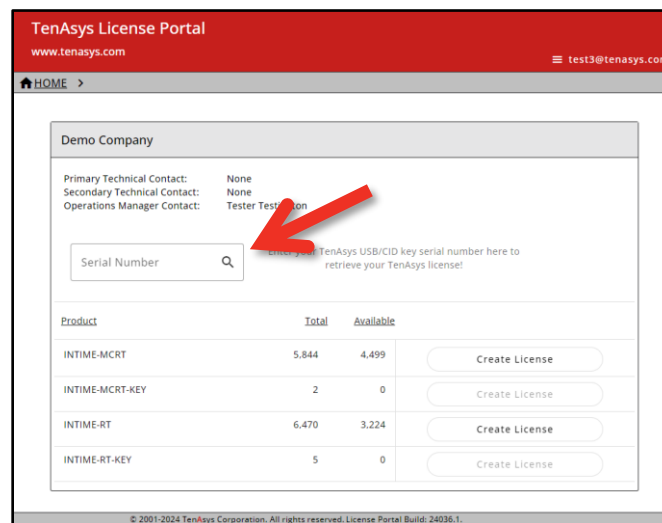 TenAsys License Portal
www.tenasys.com
test3@tenasys.com
HOME >
Demo Company
Primary Technical Contact: None
Secondary Technical Contact: None
Operations Manager Contact: Tester
Serial Number
your TenAsys USB/CID key serial number here to
retrieve your TenAsys license!
Product Total Available
INTIME-MCRT 5,844 4,499 Create License
INTIME-MCRT-KEY 2 0 Create License
INTIME-RT 6,470 3,224 Create License
INTIME-RT-KEY 5 0 Create License
© 2001-2024 TenAsys Corporation. All rights reserved. License Portal Build: 24036.1.